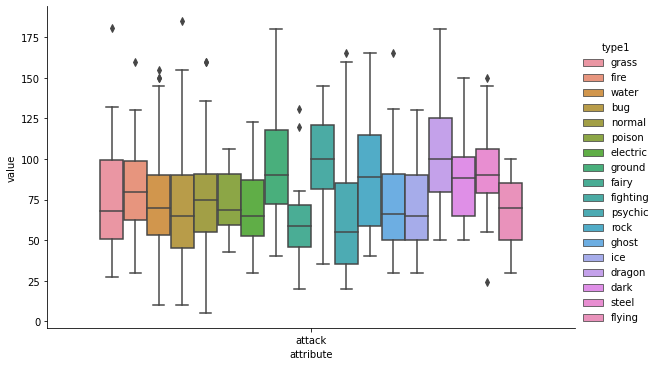 type1
grass
fire
water
bug
normal
poison
electric
ground
fairy
fighting
psychic
rock
ghost
ice
dragon
dark
steel
flying
value
175
150
125
100
75
50
25
0
attack
attribute